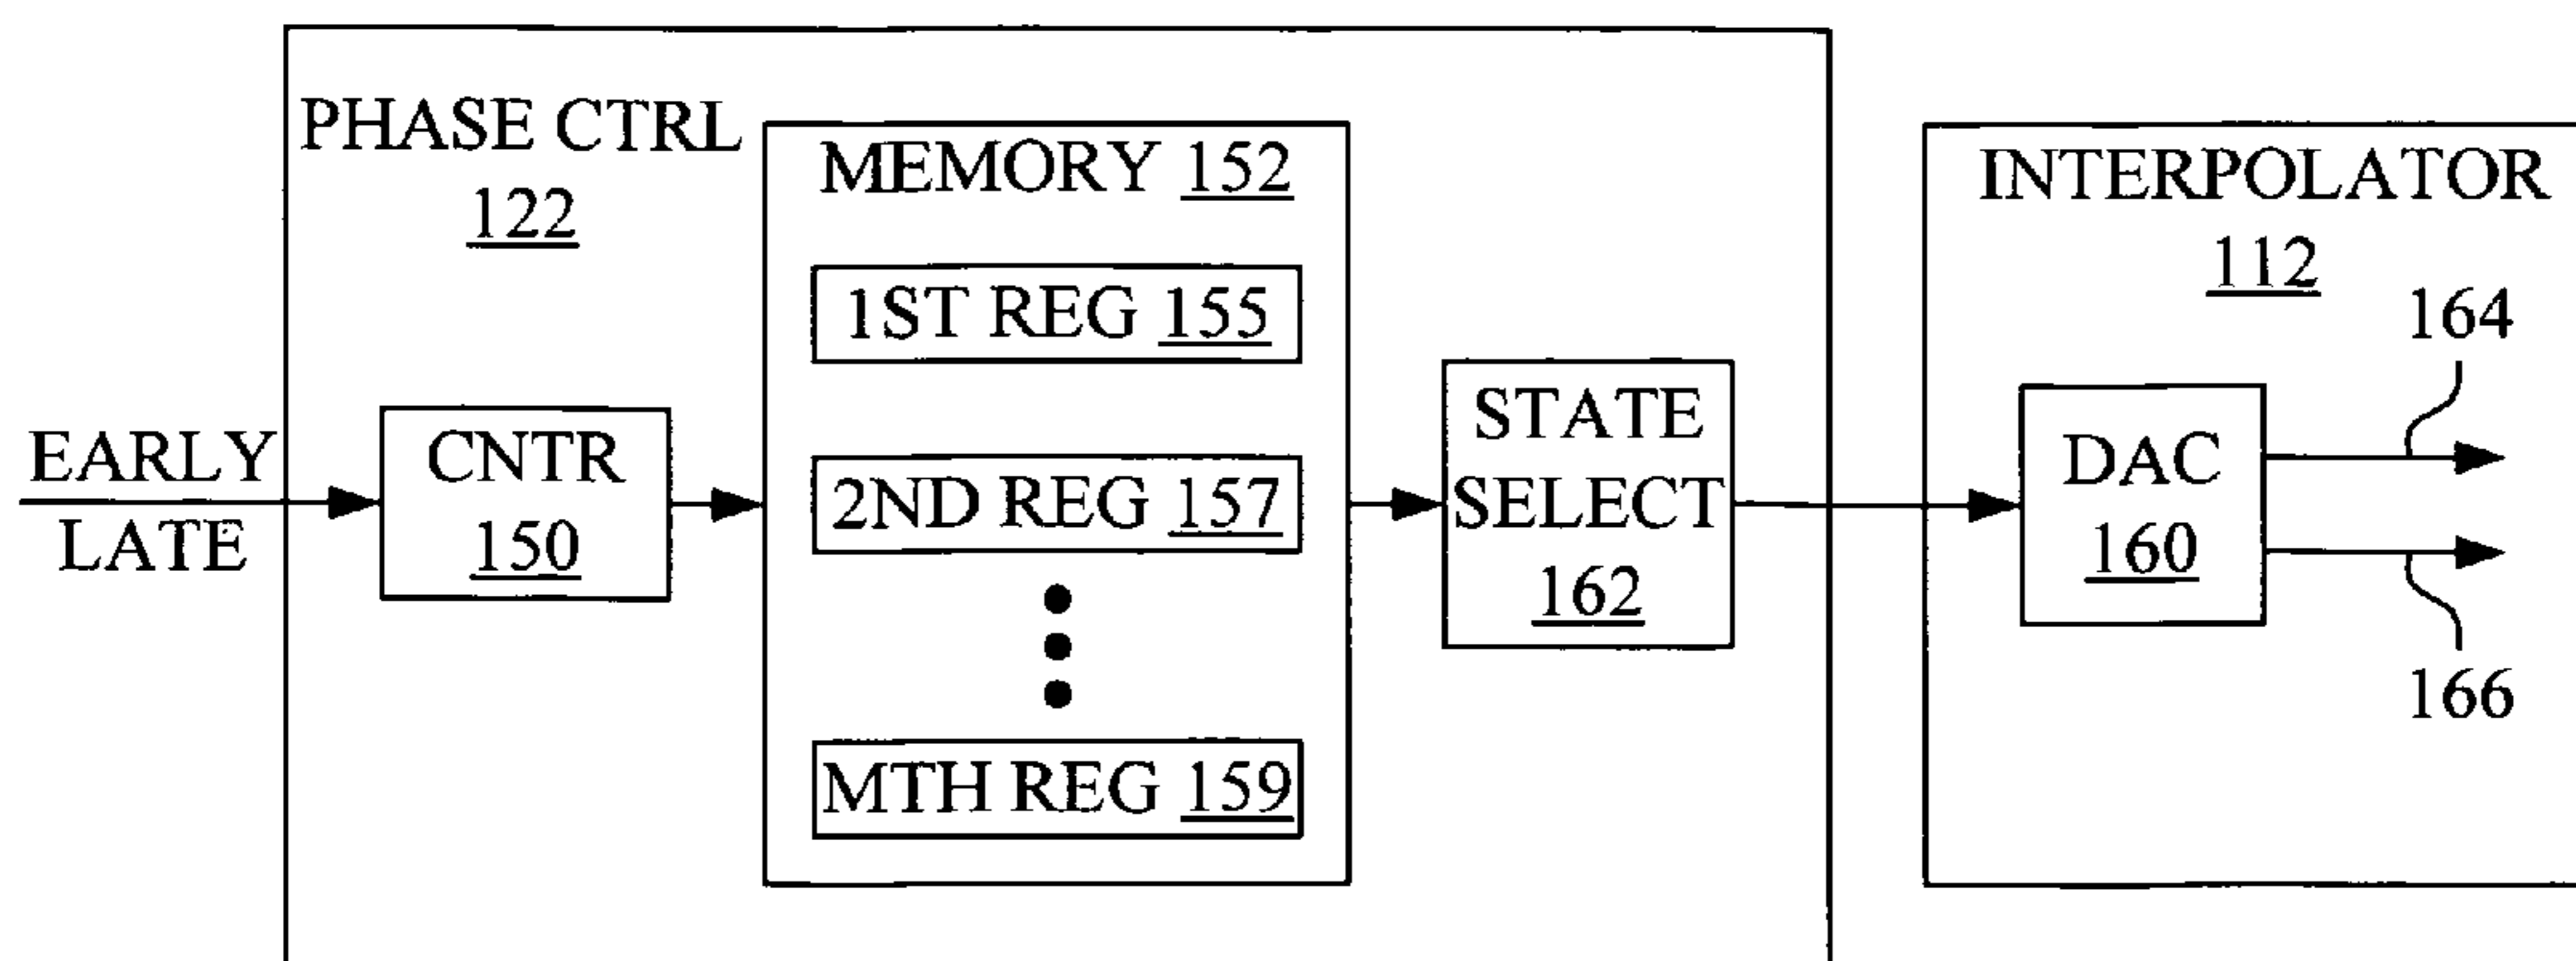 PHASE CTRL
122
EARLY
LATE
CNTR
150
MEMORY 152
1ST REG 155
2ND REG 157
MTH REG 159
STATE
SELECT
162
INTERPOLATOR
112
164
DAC
160
166